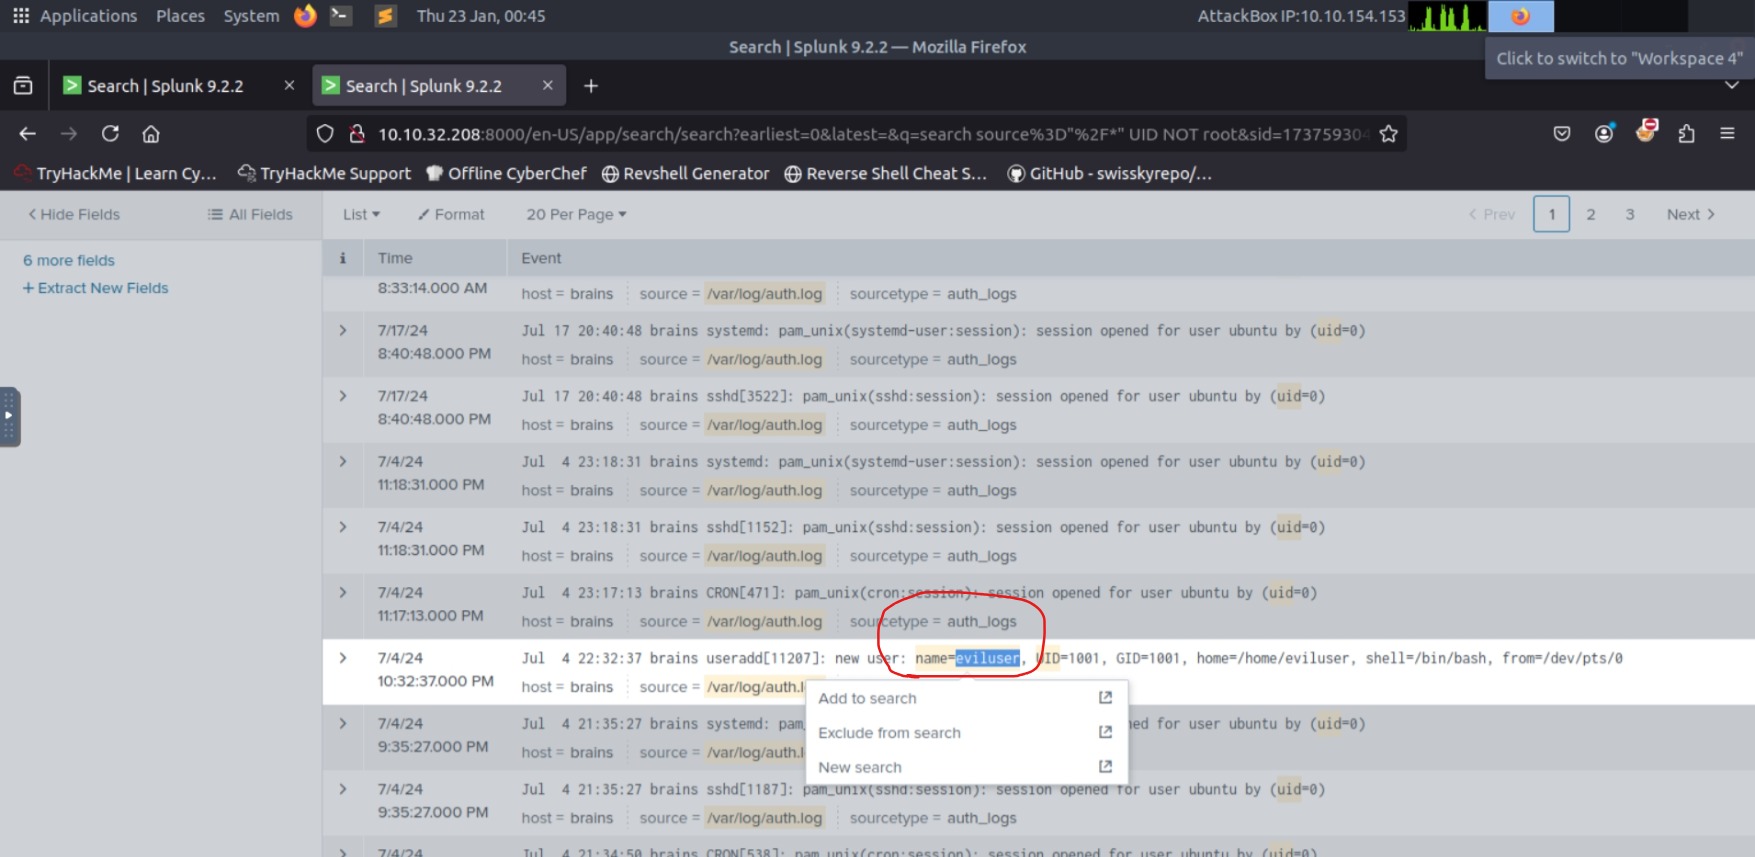 Applications Places System Thu 23 Jan, 00:45 AttackBox IP:10.10.154.153
Search | Splunk 9.2.2 — Mozilla Firefox
Click to switch to "Workspace 4"
Search | Splunk 9.2.2 × Search | Splunk 9.2.2 × +
10.10.32.208:8000/en-US/app/search/search?earliest=0&latest=&q=search source%3D"%2F*" UID NOT root&sid=173759304
TryHackMe | Learn Cy... TryHackMe Support Offline CyberChef Revshell Generator Reverse Shell Cheat S... GitHub - swisskyrepo/...
< Hide Fields All Fields List Format 20 Per Page < Prev 1 2 3 Next >
6 more fields
+ Extract New Fields
i Time Event
8:33:14.000 AM host = brains source = /var/log/auth.log sourcetype = auth_logs
> 7/17/24 Jul 17 20:40:48 brains systemd: pam_unix(systemd-user:session): session opened for user ubuntu by (uid=0)
8:40:48.000 PM host = brains source = /var/log/auth.log sourcetype = auth_logs
> 7/17/24 Jul 17 20:40:48 brains sshd[3522]: pam_unix(sshd:session): session opened for user ubuntu by (uid=0)
8:40:48.000 PM host = brains source = /var/log/auth.log sourcetype = auth_logs
> 7/4/24 Jul 4 23:18:31 brains systemd: pam_unix(systemd-user:session): session opened for user ubuntu by (uid=0)
11:18:31.000 PM host = brains source = /var/log/auth.log sourcetype = auth_logs
> 7/4/24 Jul 4 23:18:31 brains sshd[1152]: pam_unix(sshd:session): session opened for user ubuntu by (uid=0)
11:18:31.000 PM host = brains source = /var/log/auth.log sourcetype = auth_logs
> 7/4/24 Jul 4 23:17:13 brains CRON[471]: pam_unix(cron:session): session opened for user ubuntu by (uid=0)
11:17:13.000 PM host = brains source = /var/log/auth.log sourcetype = auth_logs
> 7/4/24 Jul 4 22:32:37 brains useradd[11207]: new user: name=eviluser, UID=1001, GID=1001, home=/home/eviluser, shell=/bin/bash, from=/dev/pts/0
10:32:37.000 PM host = brains source = /var/log/auth.l
Add to search
Exclude from search
New search
> 7/4/24 Jul 4 21:35:27 brains systemd: pam_ ned for user ubuntu by (uid=0)
9:35:27.000 PM host = brains source = /var/log/auth.l
> 7/4/24 Jul 4 21:35:27 brains sshd[1187]: pam_unix(sshd:session): session opened for user ubuntu by (uid=0)
9:35:27.000 PM host = brains source = /var/log/auth.log sourcetype = auth_logs
> 7/4/24 Jul 4 21:34:50 brains CRON[538]: pam_unix(cron:session): session opened for user ubuntu by (uid=0)